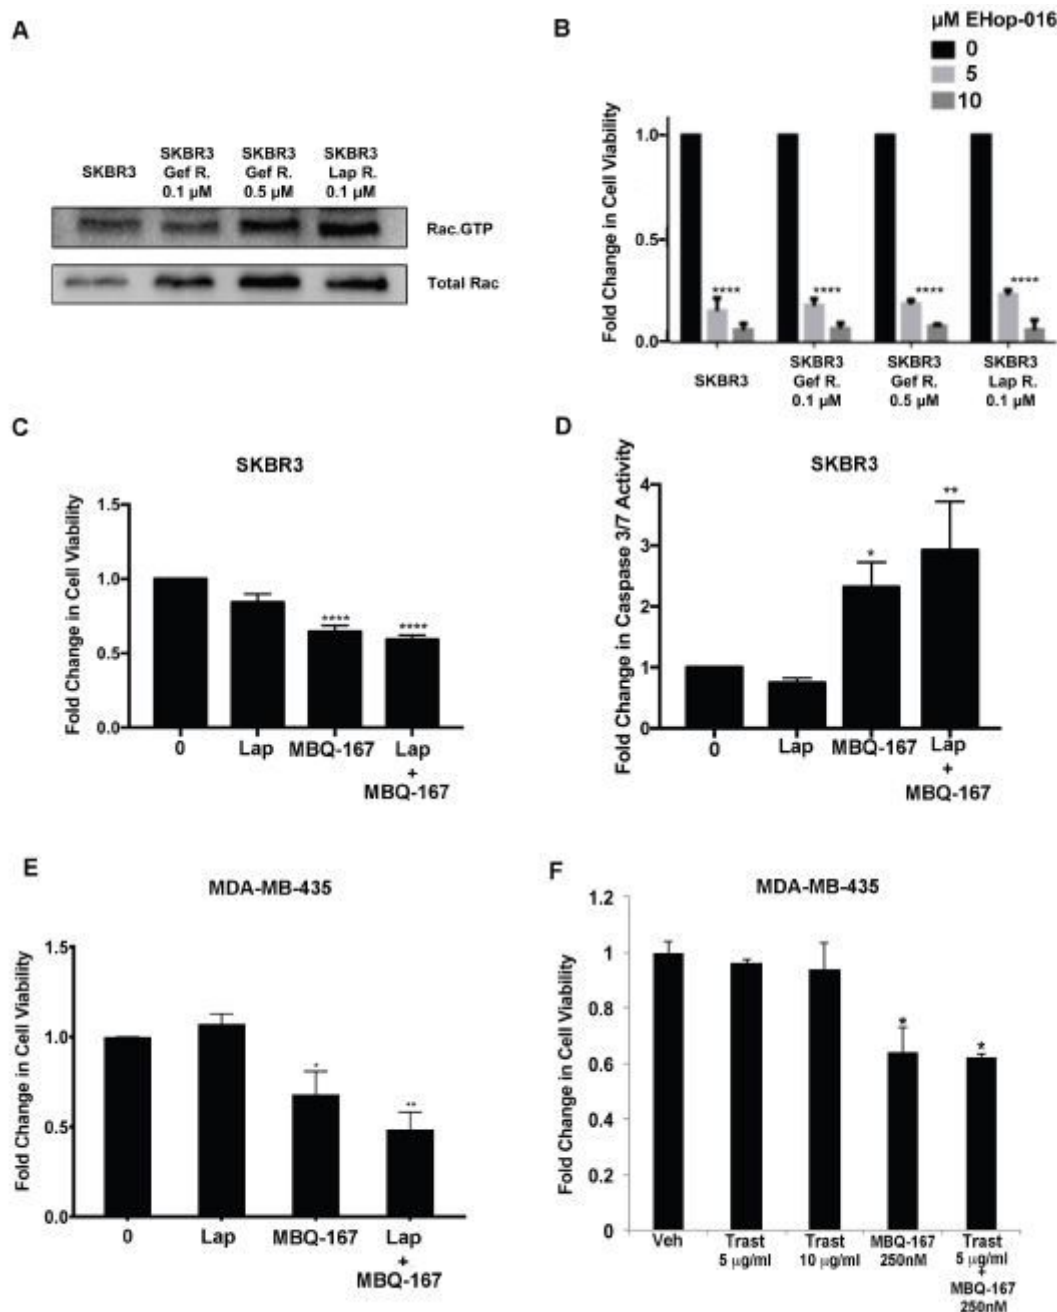 A
SKBR3
SKBR3
Gef R.
0.1 µM
SKBR3
Gef R.
0.5 µM
SKBR3
Lap R.
0.1 µM
Rac.GTP
Total Rac
B
µM EHop-016
0
5
10
Fold Change in Cell Viability
1.0
0.5
0.0
****
****
****
****
SKBR3
SKBR3
Gef R.
0.1 µM
SKBR3
Gef R.
0.5 µM
SKBR3
Lap R.
0.1 µM
C
SKBR3
Fold Change in Cell Viability
1.5
1.0
0.5
0.0
****
****
0
Lap
MBQ-167
Lap
+
MBQ-167
D
SKBR3
Fold Change in Caspase 3/7 Activity
4
3
2
1
0
*
**
0
Lap
MBQ-167
Lap
+
MBQ-167
E
MDA-MB-435
Fold Change in Cell Viability
1.5
1.0
0.5
0.0
*
**
0
Lap
MBQ-167
Lap
+
MBQ-167
F
MDA-MB-435
Fold Change in Cell Viability
1.2
1
0.8
0.6
0.4
0.2
0
*
*
Veh
Trast
5 µg/ml
Trast
10 µg/ml
MBQ-167
250nM
Trast
5 µg/ml
+
MBQ-167
250nM